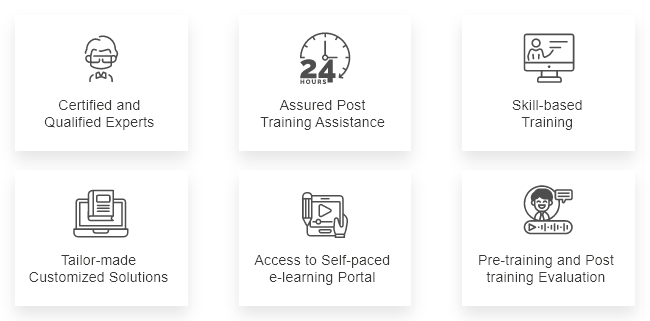 24
HOURS
Certified and
Qualified Experts
Assured Post
Training Assistance
Skill-based
Training
Tailor-made
Customized Solutions
Access to Self-paced
e-learning Portal
Pre-training and Post
training Evaluation